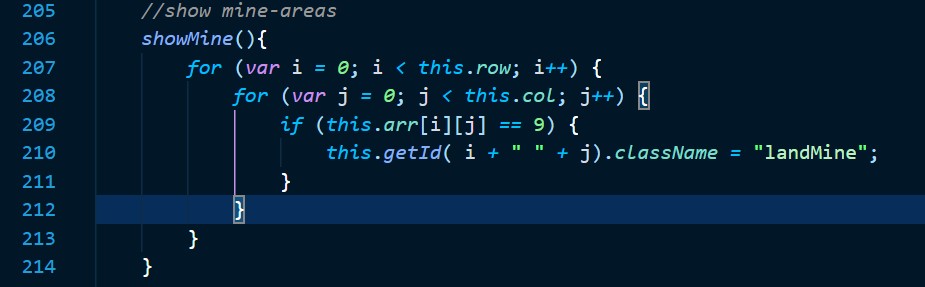 205 //show mine-areas
206 showMine(){
207 for (var i = 0; i < this.row; i++) {
208 for (var j = 0; j < this.col; j++) {
209 if (this.arr[i][j] == 9) {
210 this.getId( i + " " + j).className = "landMine";
211 }
212 }
213 }
214 }